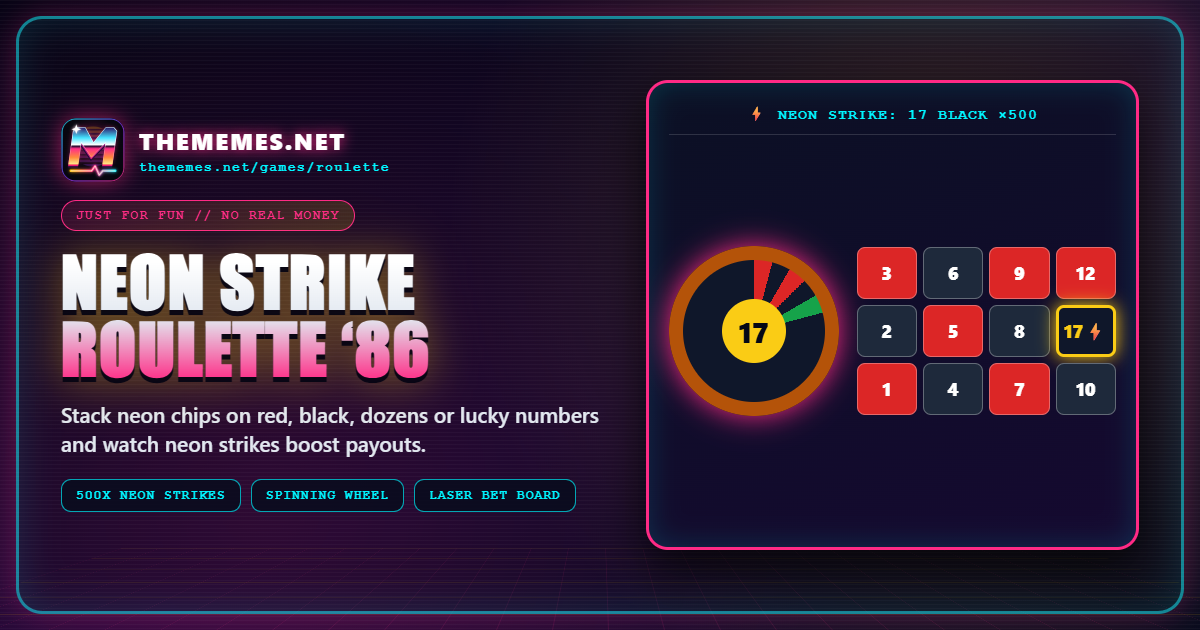 THEMEMES.NET
thememes.net/games/roulette
JUST FOR FUN // NO REAL MONEY
NEON STRIKE
ROULETTE ‘86
Stack neon chips on red, black, dozens or lucky numbers
and watch neon strikes boost payouts.
500X NEON STRIKES
SPINNING WHEEL
LASER BET BOARD
⚡ NEON STRIKE: 17 BLACK ×500
17
3 6 9 12
2 5 8 17⚡
1 4 7 10